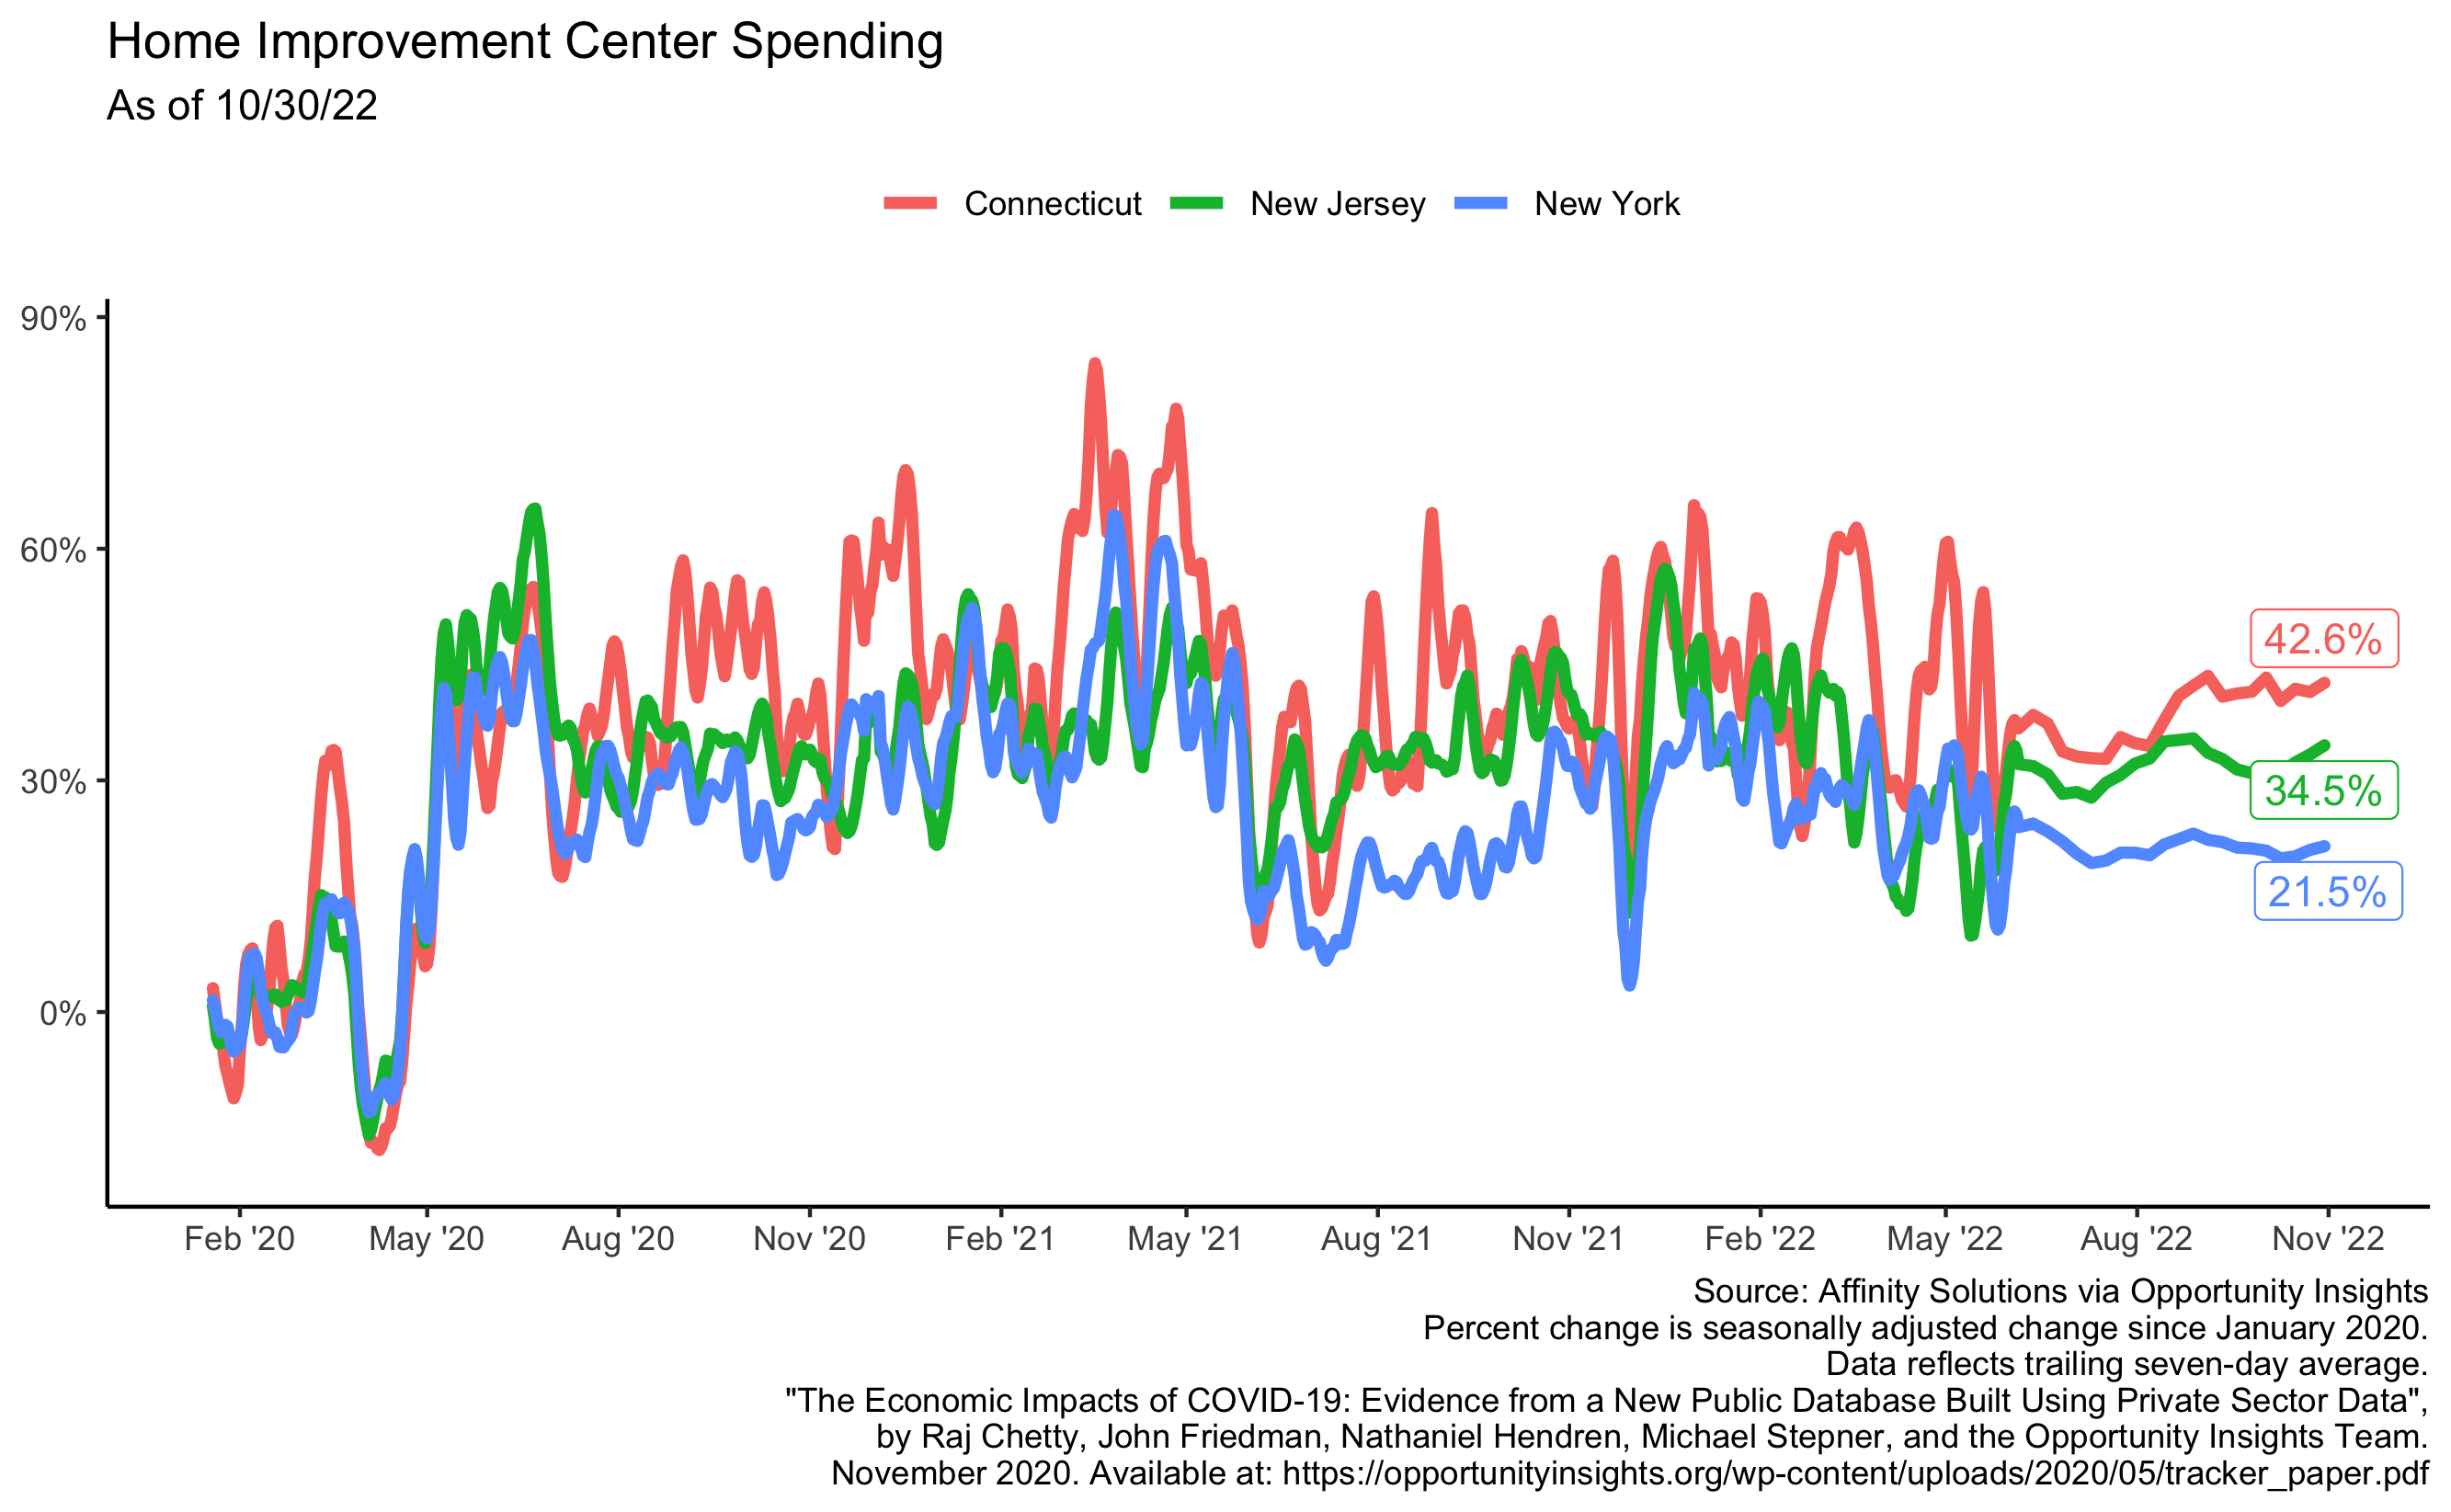 Home Improvement Center Spending
As of 10/30/22
Connecticut New Jersey New York
90%
60%
30%
0%
42.6%
34.5%
21.5%
Feb '20 May '20 Aug '20 Nov '20 Feb '21 May '21 Aug '21 Nov '21 Feb '22 May '22 Aug '22 Nov '22
Source: Affinity Solutions via Opportunity Insights
Percent change is seasonally adjusted change since January 2020.
Data reflects trailing seven-day average.
"The Economic Impacts of COVID-19: Evidence from a New Public Database Built Using Private Sector Data",
by Raj Chetty, John Friedman, Nathaniel Hendren, Michael Stepner, and the Opportunity Insights Team.
November 2020. Available at: https://opportunityinsights.org/wp-content/uploads/2020/05/tracker_paper.pdf